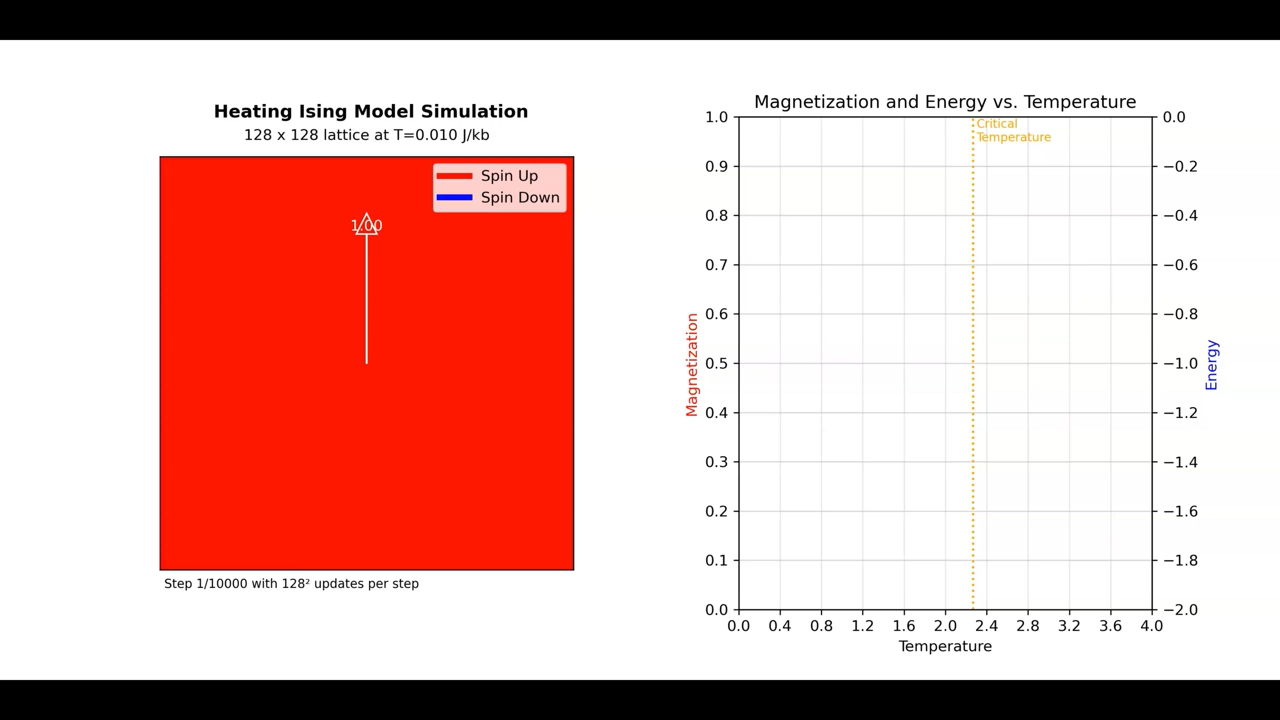 Heating Ising Model Simulation
128 x 128 lattice at T=0.010 J/kb
Spin Up
Spin Down
1.00
Step 1/10000 with 128² updates per step
Magnetization and Energy vs. Temperature
Critical
Temperature
Magnetization
1.0
0.9
0.8
0.7
0.6
0.5
0.4
0.3
0.2
0.1
0.0
0.0
−0.2
−0.4
−0.6
−0.8
−1.0
−1.2
−1.4
−1.6
−1.8
−2.0
Energy
0.0 0.4 0.8 1.2 1.6 2.0 2.4 2.8 3.2 3.6 4.0
Temperature